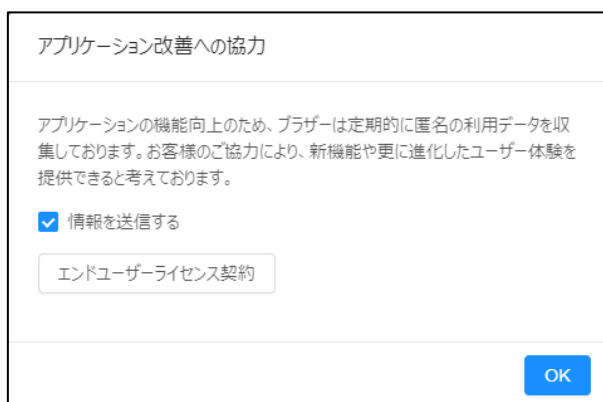 アプリケーション改善への協力
アプリケーションの機能向上のため、ブラザーは定期的に匿名の利用データを収
集しております。お客様のご協力により、新機能や更に進化したユーザー体験を
提供できると考えております。
情報を送信する
エンドユーザーライセンス契約
OK